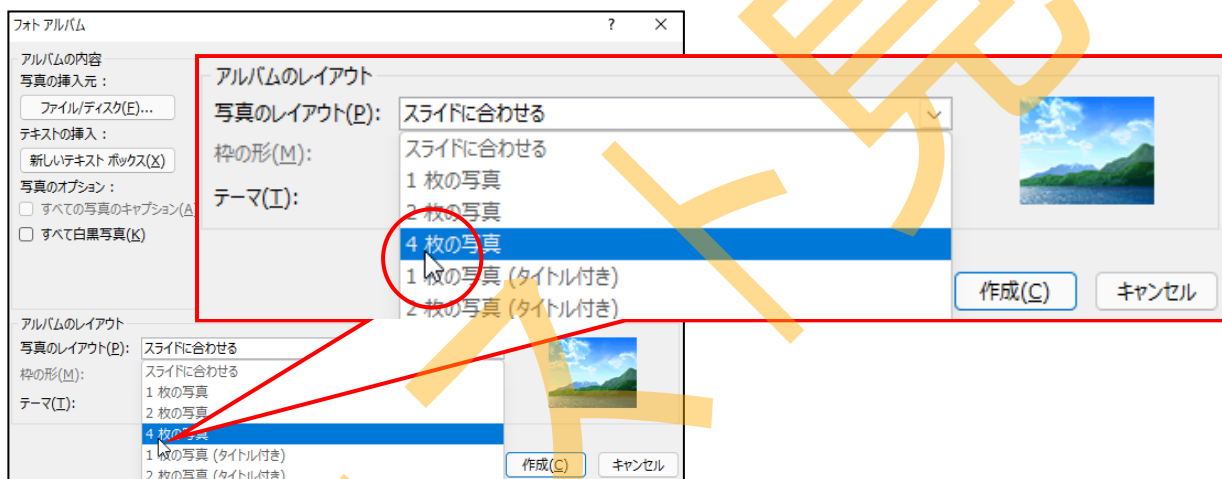 フォト アルバム ? ×
アルバムの内容
写真の挿入元：
ファイル/ディスク(F)...
テキストの挿入：
新しいテキスト ボックス(X)
写真のオプション：
すべての写真のキャプション(A
すべて白黒写真(K)
アルバムのレイアウト
写真のレイアウト(P): スライドに合わせる
枠の形(M): スライドに合わせる
1 枚の写真
テーマ(T):
2 枚の写真
4 枚の写真
1 枚の写真 (タイトル付き)
2 枚の写真 (タイトル付き)
作成(C) キャンセル
アルバムのレイアウト
写真のレイアウト(P): スライドに合わせる
枠の形(M): スライドに合わせる
1 枚の写真
テーマ(T):
2 枚の写真
4 枚の写真
1 枚の写真 (タイトル付き)
2 枚の写真 (タイトル付き)
作成(C) キャンセル